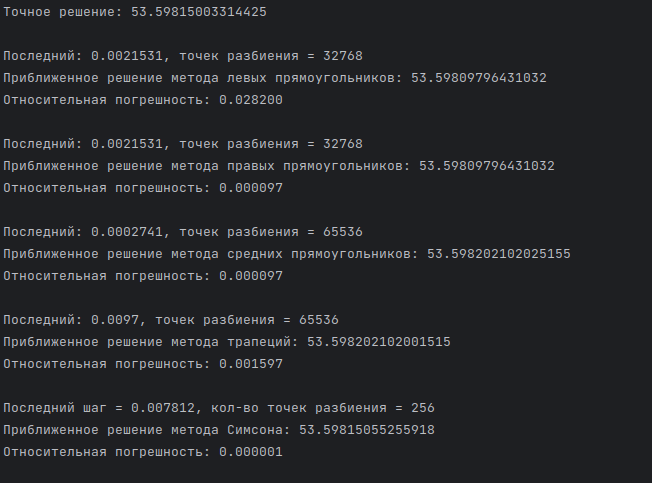 Точное решение: 53.59815003314425
Последний: 0.0021531, точек разбиения = 32768
Приближенное решение метода левых прямоугольников: 53.59809796431032
Относительная погрешность: 0.028200
Последний: 0.0021531, точек разбиения = 32768
Приближенное решение метода правых прямоугольников: 53.59809796431032
Относительная погрешность: 0.000097
Последний: 0.0002741, точек разбиения = 65536
Приближенное решение метода средних прямоугольников: 53.598202102025155
Относительная погрешность: 0.000097
Последний: 0.0097, точек разбиения = 65536
Приближенное решение метода трапеций: 53.598202102001515
Относительная погрешность: 0.001597
Последний шаг = 0.007812, кол-во точек разбиения = 256
Приближенное решение метода Симсона: 53.59815055255918
Относительная погрешность: 0.000001